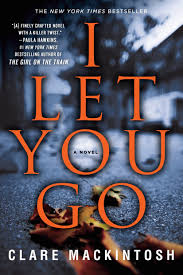 THE NEW YORK TIMES BESTSELLER
"[A] FINELY CRAFTED NOVEL
WITH A KILLER TWIST."
—PAULA HAWKINS,
#1 NEW YORK TIMES
BESTSELLING AUTHOR OF
THE GIRL ON THE TRAIN
I
LET
YOU
A NOVEL
GO
CLARE MACKINTOSH